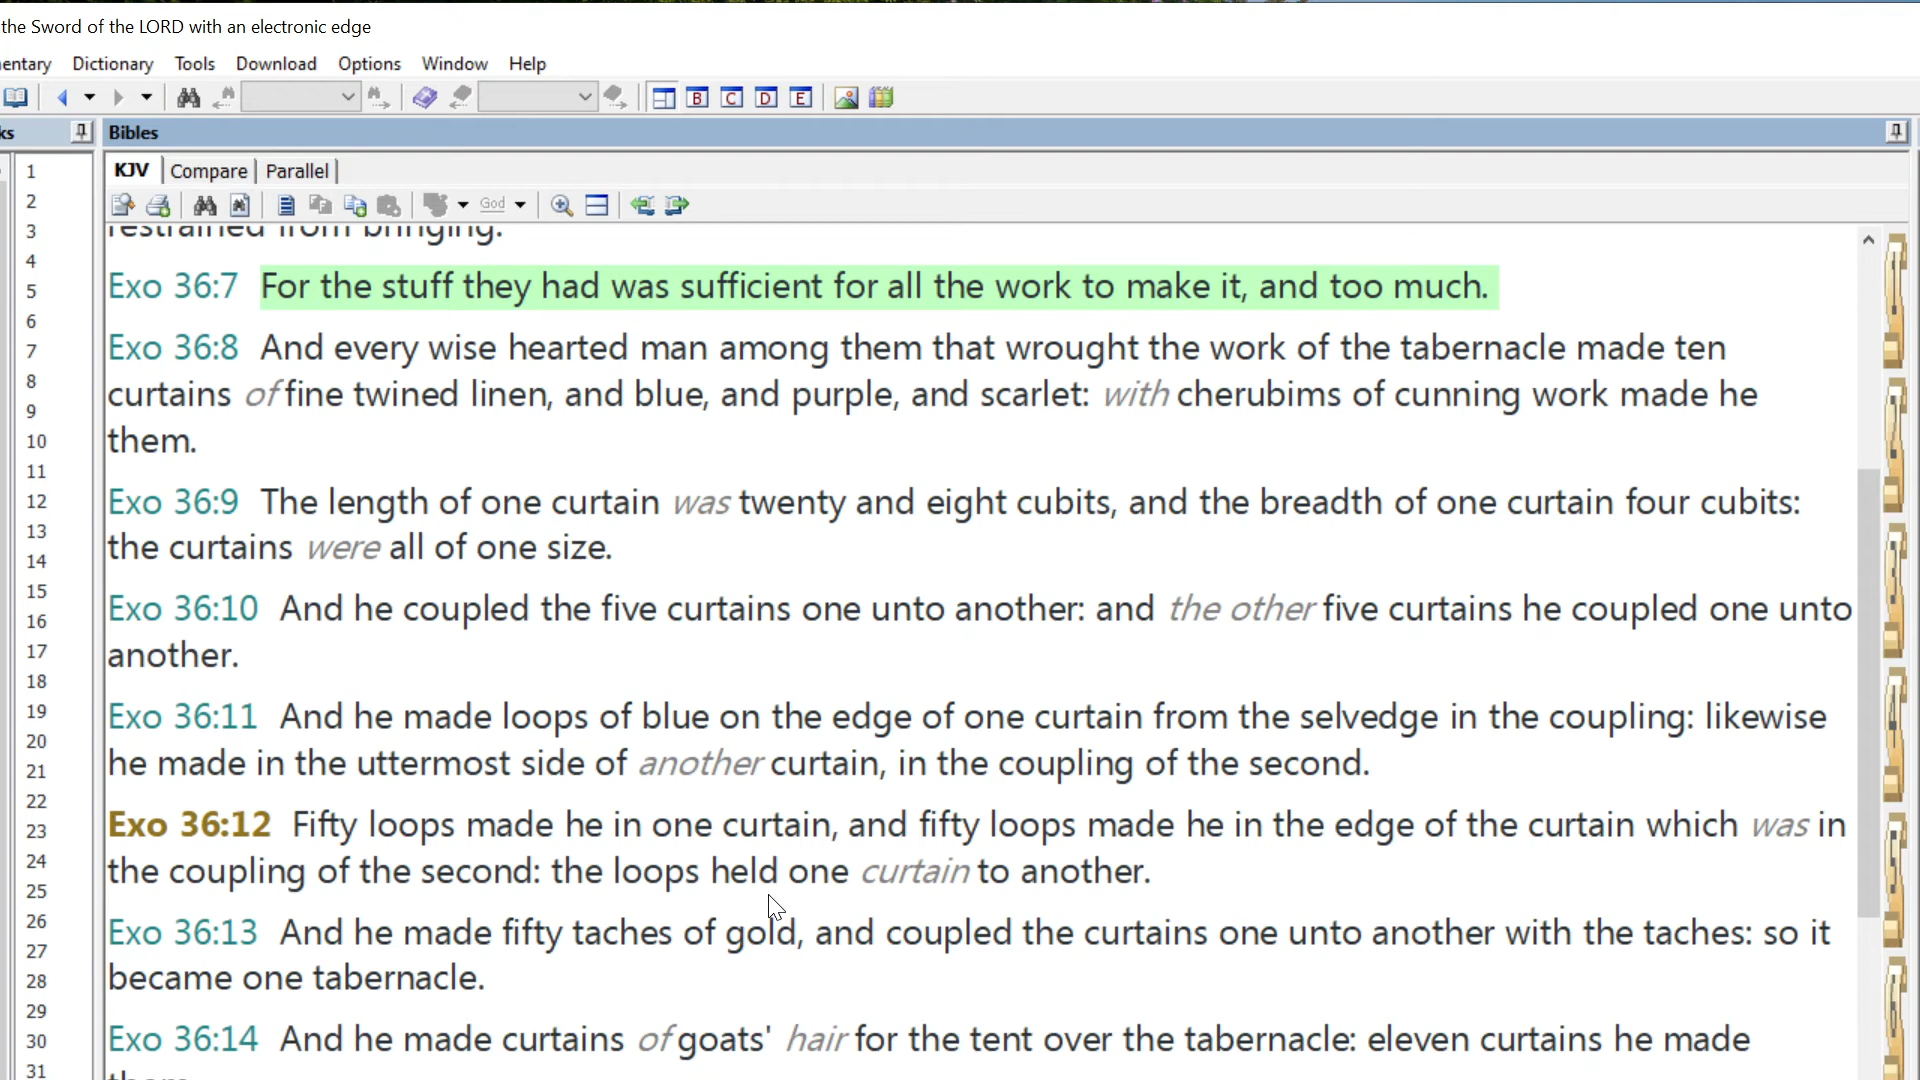 the Sword of the LORD with an electronic edge
entary Dictionary Tools Download Options Window Help
B C D E
ks Bibles
KJV Compare Parallel
God
restrained from bringing.
Exo 36:7 For the stuff they had was sufficient for all the work to make it, and too much.
Exo 36:8 And every wise hearted man among them that wrought the work of the tabernacle made ten
curtains of fine twined linen, and blue, and purple, and scarlet: with cherubims of cunning work made he
them.
Exo 36:9 The length of one curtain was twenty and eight cubits, and the breadth of one curtain four cubits:
the curtains were all of one size.
Exo 36:10 And he coupled the five curtains one unto another: and the other five curtains he coupled one unto
another.
Exo 36:11 And he made loops of blue on the edge of one curtain from the selvedge in the coupling: likewise
he made in the uttermost side of another curtain, in the coupling of the second.
Exo 36:12 Fifty loops made he in one curtain, and fifty loops made he in the edge of the curtain which was in
the coupling of the second: the loops held one curtain to another.
Exo 36:13 And he made fifty taches of gold, and coupled the curtains one unto another with the taches: so it
became one tabernacle.
Exo 36:14 And he made curtains of goats' hair for the tent over the tabernacle: eleven curtains he made
1
2
3
4
5
6
7
8
9
10
11
12
13
14
15
16
17
18
19
20
21
22
23
24
25
26
27
28
29
30
31